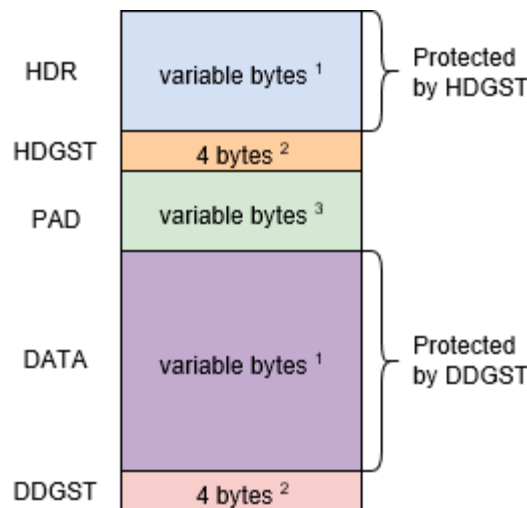 HDR
variable bytes ¹
Protected
by HDGST
HDGST
4 bytes ²
PAD
variable bytes ³
DATA
variable bytes ¹
Protected
by DDGST
DDGST
4 bytes ²